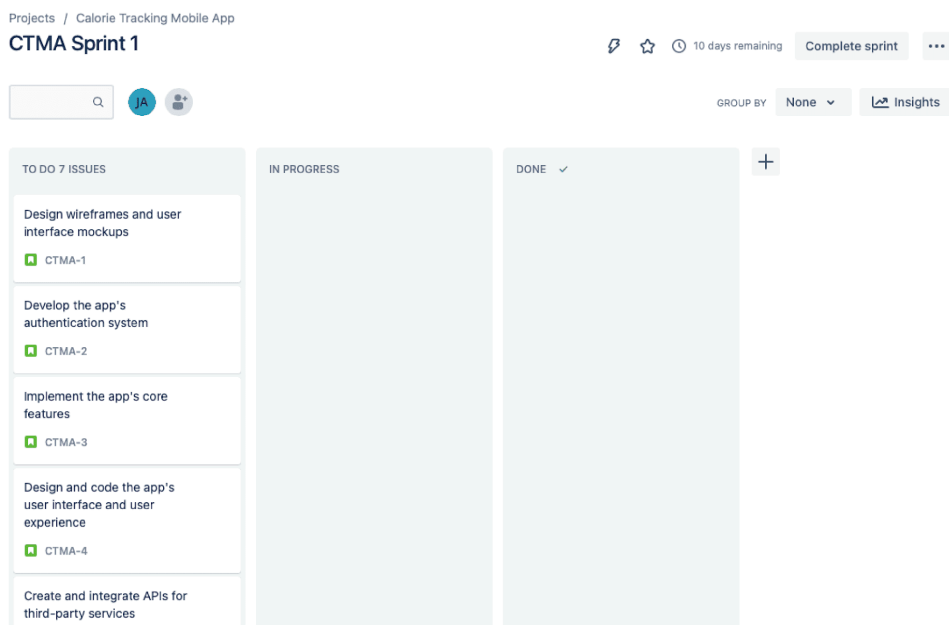 Projects / Calorie Tracking Mobile App
CTMA Sprint 1
10 days remaining
Complete sprint
JA
GROUP BY
None
Insights
TO DO 7 ISSUES
IN PROGRESS
DONE
Design wireframes and user
interface mockups
CTMA-1
Develop the app's
authentication system
CTMA-2
Implement the app's core
features
CTMA-3
Design and code the app's
user interface and user
experience
CTMA-4
Create and integrate APIs for
third-party services